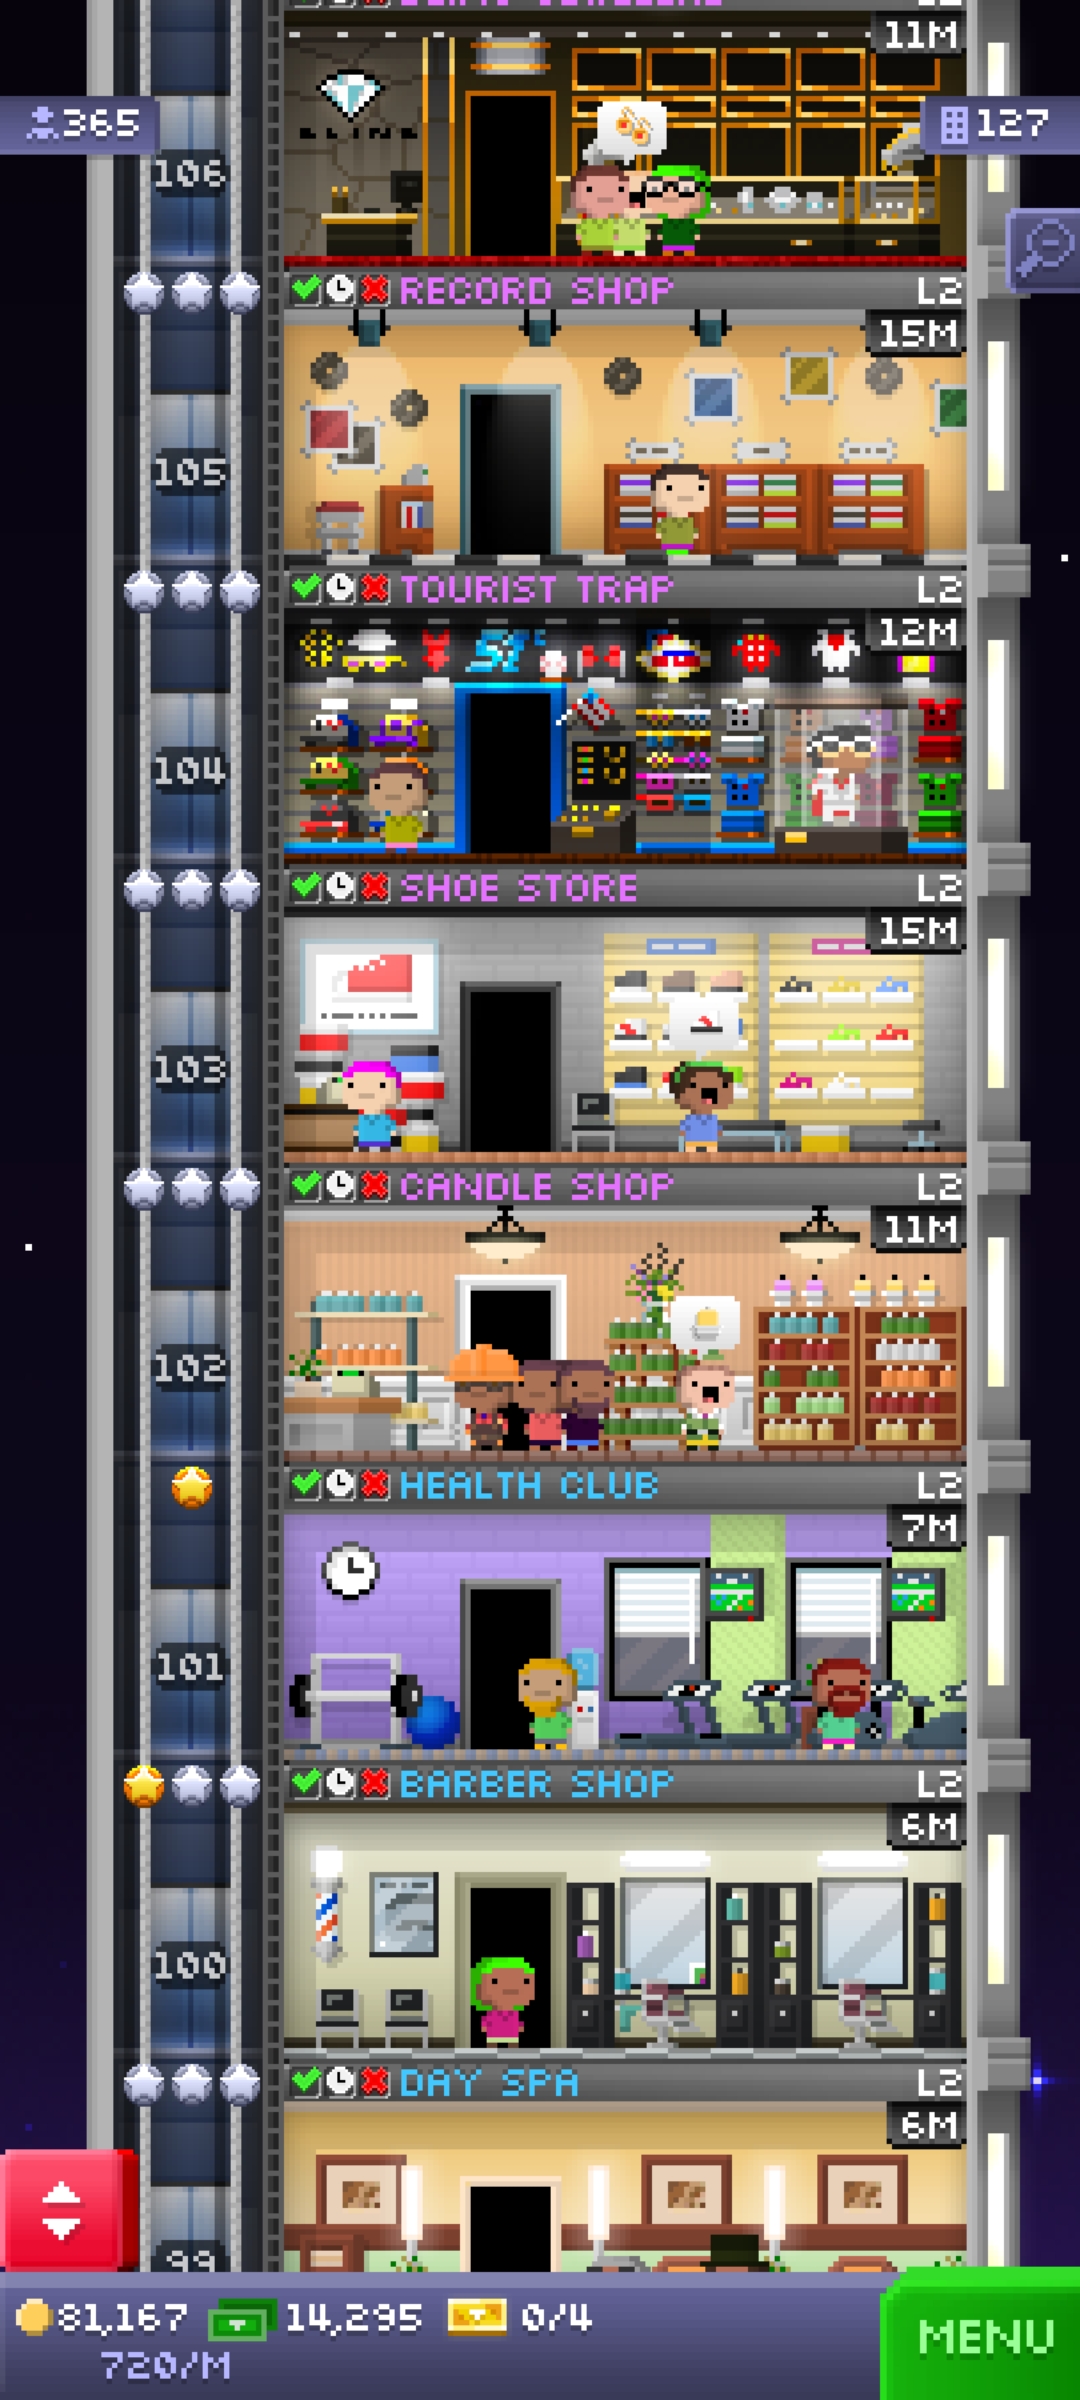 11M
365
127
106
BLING
RECORD SHOP L2
15M
105
TOURIST TRAP L2
12M
104
SHOE STORE L2
15M
103
CANDLE SHOP L2
11M
102
HEALTH CLUB L2
7M
101
BARBER SHOP L2
6M
100
DAY SPA L2
6M
99
81,167 14,295 0/4
720/M
MENU